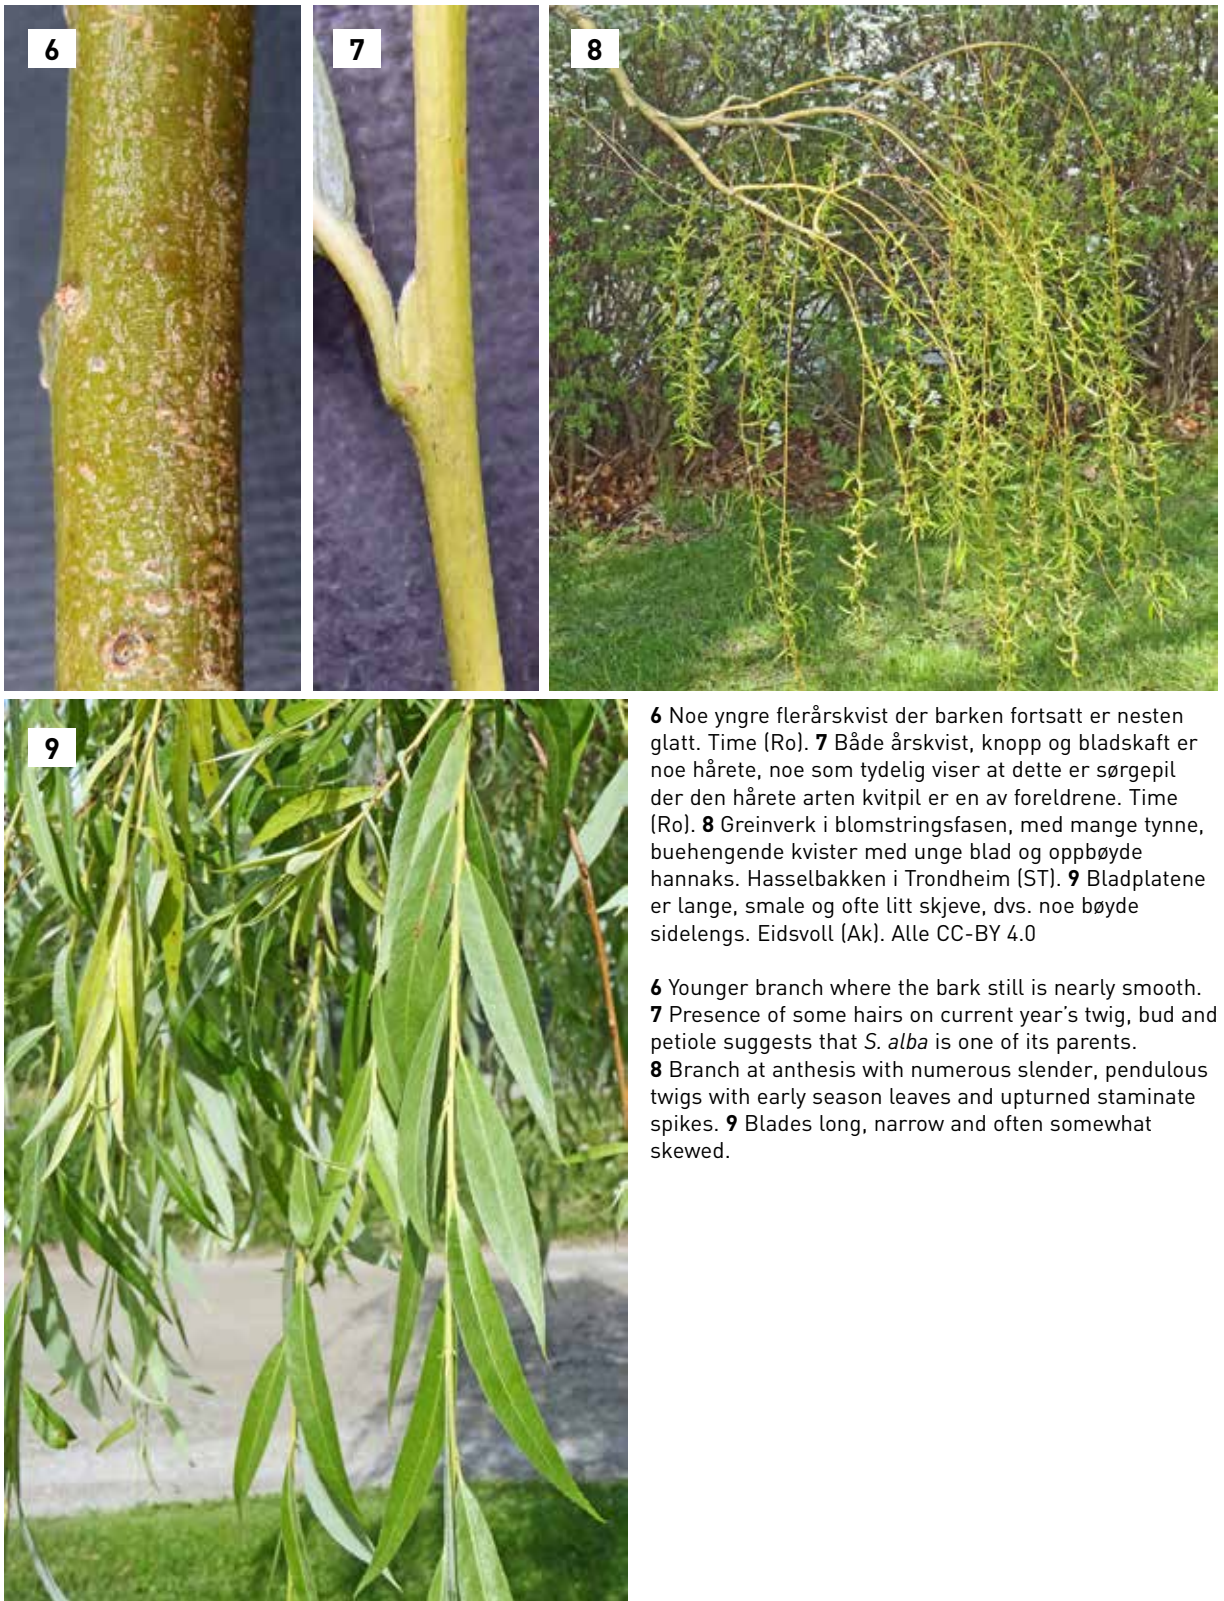 6
7
8
9
6 Noe yngre flerårskvist der barken fortsatt er nesten
glatt. Time (Ro). 7 Både årskvist, knopp og bladskaft er
noe hårete, noe som tydelig viser at dette er sørgepil
der den hårete arten kvitpil er en av foreldrene. Time
(Ro). 8 Greinverk i blomstringsfasen, med mange tynne,
buehengende kvister med unge blad og oppbøyde
hannaks. Hasselbakken i Trondheim (ST). 9 Bladplatene
er lange, smale og ofte litt skjeve, dvs. noe bøyde
sidelengs. Eidsvoll (Ak). Alle CC-BY 4.0
6 Younger branch where the bark still is nearly smooth.
7 Presence of some hairs on current year's twig, bud and
petiole suggests that S. alba is one of its parents.
8 Branch at anthesis with numerous slender, pendulous
twigs with early season leaves and upturned staminate
spikes. 9 Blades long, narrow and often somewhat
skewed.